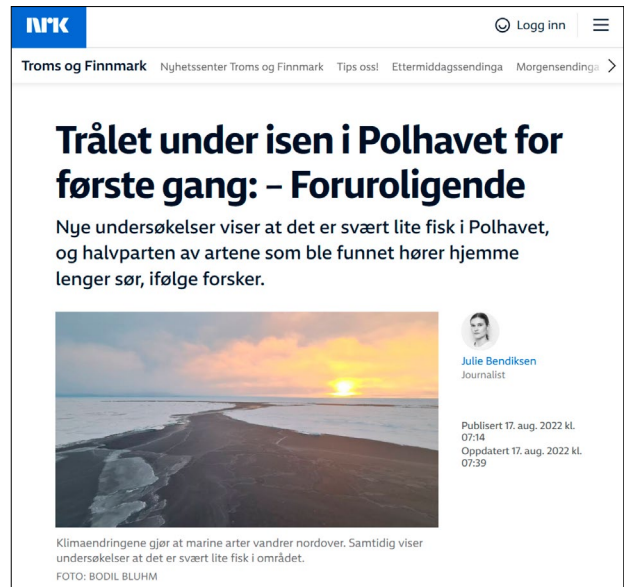 NRK
Logg inn
Troms og Finnmark Nyhetssenter Troms og Finnmark Tips oss! Ettermiddagssendinga Morgensendinga
Trålet under isen i Polhavet for
første gang: – Foruroligende
Nye undersøkelser viser at det er svært lite fisk i Polhavet,
og halvparten av artene som ble funnet hører hjemme
lenger sør, ifølge forsker.
Julie Bendiksen
Journalist
Publisert 17. aug. 2022 kl.
07:14
Oppdatert 17. aug. 2022 kl.
07:39
Klimaendringene gjør at marine arter vandrer nordover. Samtidig viser
undersøkelser at det er svært lite fisk i området.
FOTO: BODIL BLUHM